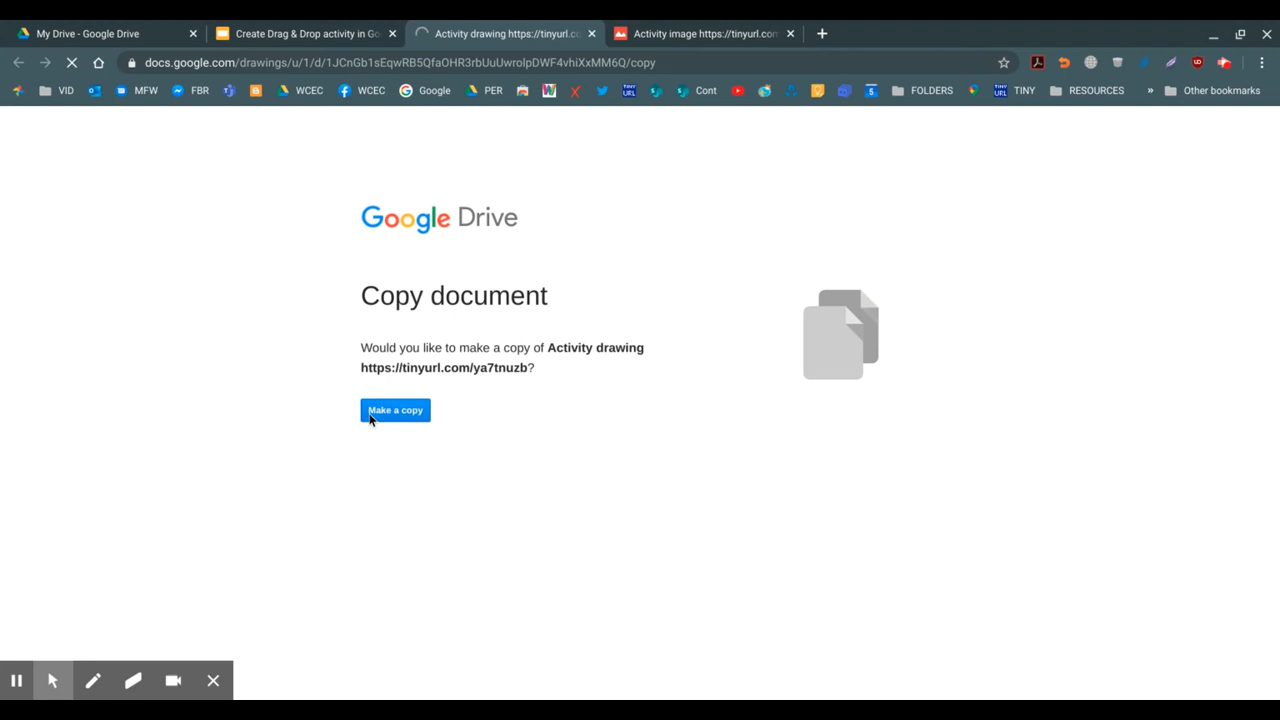 My Drive - Google Drive
Create Drag & Drop activity in Go
Activity drawing https://tinyurl.co
Activity image https://tinyurl.com
docs.google.com/drawings/u/1/d/1JCnGb1sEqwRB5QfaOHR3rbUuUwrolpDWF4vhiXxMM6Q/copy
VID MFW FBR WCEC WCEC Google PER Cont TINY URL FOLDERS TINY RESOURCES » Other bookmarks
Google Drive
Copy document
Would you like to make a copy of Activity drawing
https://tinyurl.com/ya7tnuzb?
Make a copy